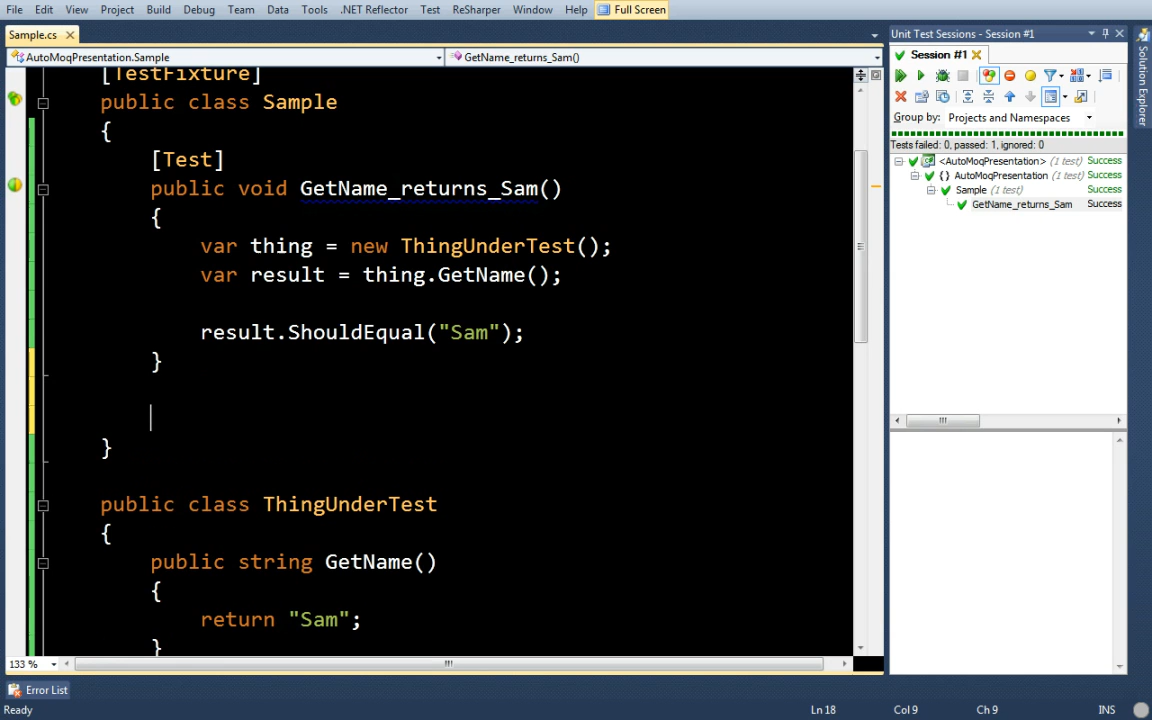 File Edit View Project Build Debug Team Data Tools .NET Reflector Test ReSharper Window Help Full Screen
Sample.cs
AutoMoqPresentation.Sample GetName_returns_Sam()
[TestFixture]
public class Sample
{
[Test]
public void GetName_returns_Sam()
{
var thing = new ThingUnderTest();
var result = thing.GetName();
result.ShouldEqual("Sam");
}
}
public class ThingUnderTest
{
public string GetName()
{
return "Sam";
}
133 %
Unit Test Sessions - Session #1
Session #1
Group by: Projects and Namespaces
Tests failed: 0, passed: 1, ignored: 0
<AutoMoqPresentation> (1 test) Success
{ } AutoMoqPresentation (1 test) Success
Sample (1 test) Success
GetName_returns_Sam Success
Solution Explorer
Error List
Ready Ln 18 Col 9 Ch 9 INS